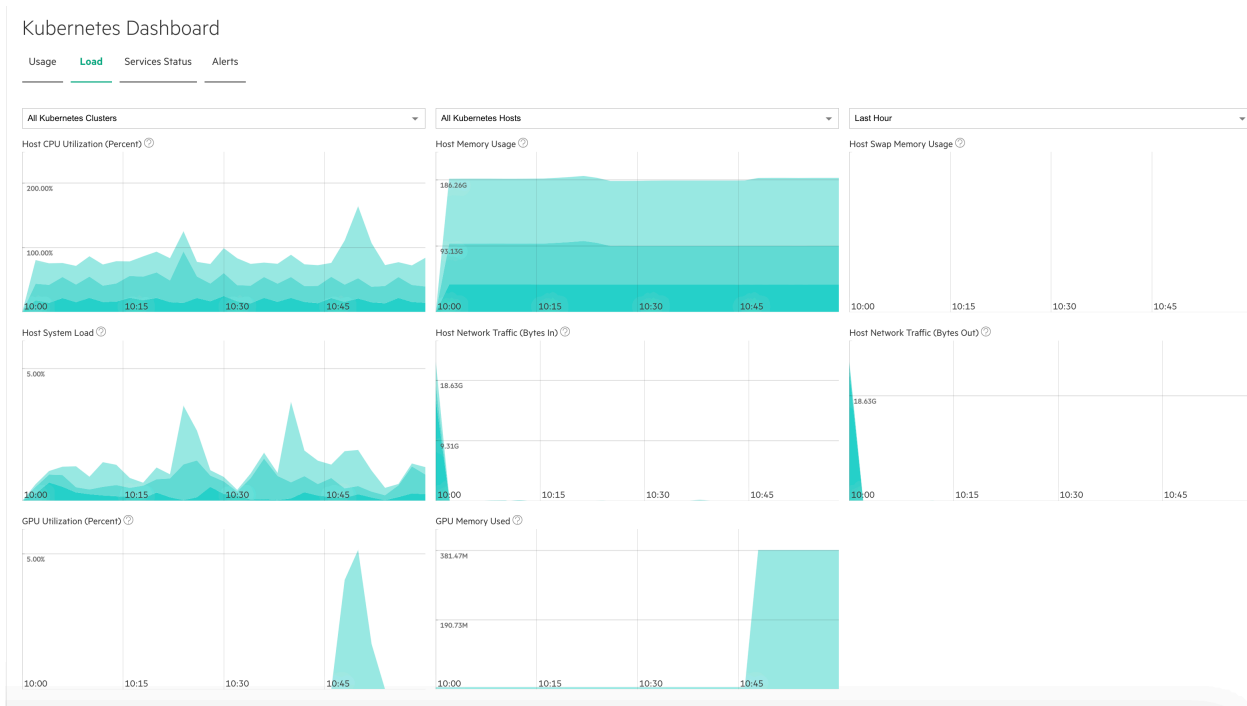 Kubernetes Dashboard
Usage Load Services Status Alerts
All Kubernetes Clusters
All Kubernetes Hosts
Last Hour
Host CPU Utilization (Percent) ?
200.00%
100.00%
10:00 10:15 10:30 10:45
Host Memory Usage ?
186.26G
93.13G
10:00 10:15 10:30 10:45
Host Swap Memory Usage ?
10:00 10:15 10:30 10:45
Host System Load ?
5.00%
10:00 10:15 10:30 10:45
Host Network Traffic (Bytes In) ?
18.63G
9.31G
10:00 10:15 10:30 10:45
Host Network Traffic (Bytes Out) ?
18.63G
10:00 10:15 10:30 10:45
GPU Utilization (Percent) ?
5.00%
10:00 10:15 10:30 10:45
GPU Memory Used ?
381.47M
190.73M
10:00 10:15 10:30 10:45